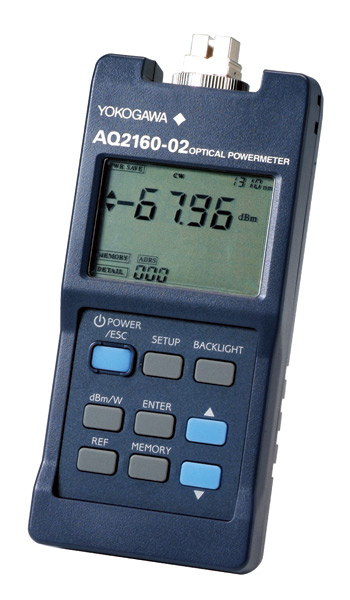 YOKOGAWA
AQ2160-02 OPTICAL POWERMETER
PWR SAVE CW 1310 nm
-67.96 dBm
MEMORY ADRS
DETAIL 000
POWER
/ESC SETUP BACKLIGHT
dBm/W ENTER
REF MEMORY